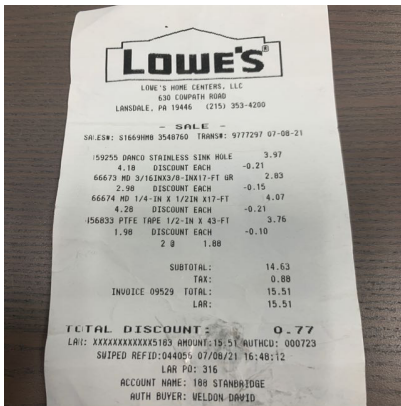 LOWE'S®
LOWE'S HOME CENTERS, LLC
630 COWPATH ROAD
LANSDALE, PA 19446 (215) 353-4200
- SALE -
SALES#: S1669HMB 3548760 TRANS#: 9777297 07-08-21
159255 DANCO STAINLESS SINK HOLE 3.97
4.18 DISCOUNT EACH -0.21
66673 MD 3/16INX3/8-INX17-FT GR 2.83
2.98 DISCOUNT EACH -0.15
66674 MD 1/4-IN X 1/2IN X17-FT 4.07
4.28 DISCOUNT EACH -0.21
456833 PTFE TAPE 1/2-IN X 43-FT 3.76
1.98 DISCOUNT EACH -0.10
2 @ 1.88
SUBTOTAL: 14.63
TAX: 0.88
INVOICE 09529 TOTAL: 15.51
LAR: 15.51
TOTAL DISCOUNT: 0.77
LAR: XXXXXXXXXXXX5183 AMOUNT:15.51 AUTHCD: 000723
SWIPED REFID:044056 07/08/21 16:48:12
LAR PO: 316
ACCOUNT NAME: 188 STANBRIDGE
AUTH BUYER: WELDON DAVID